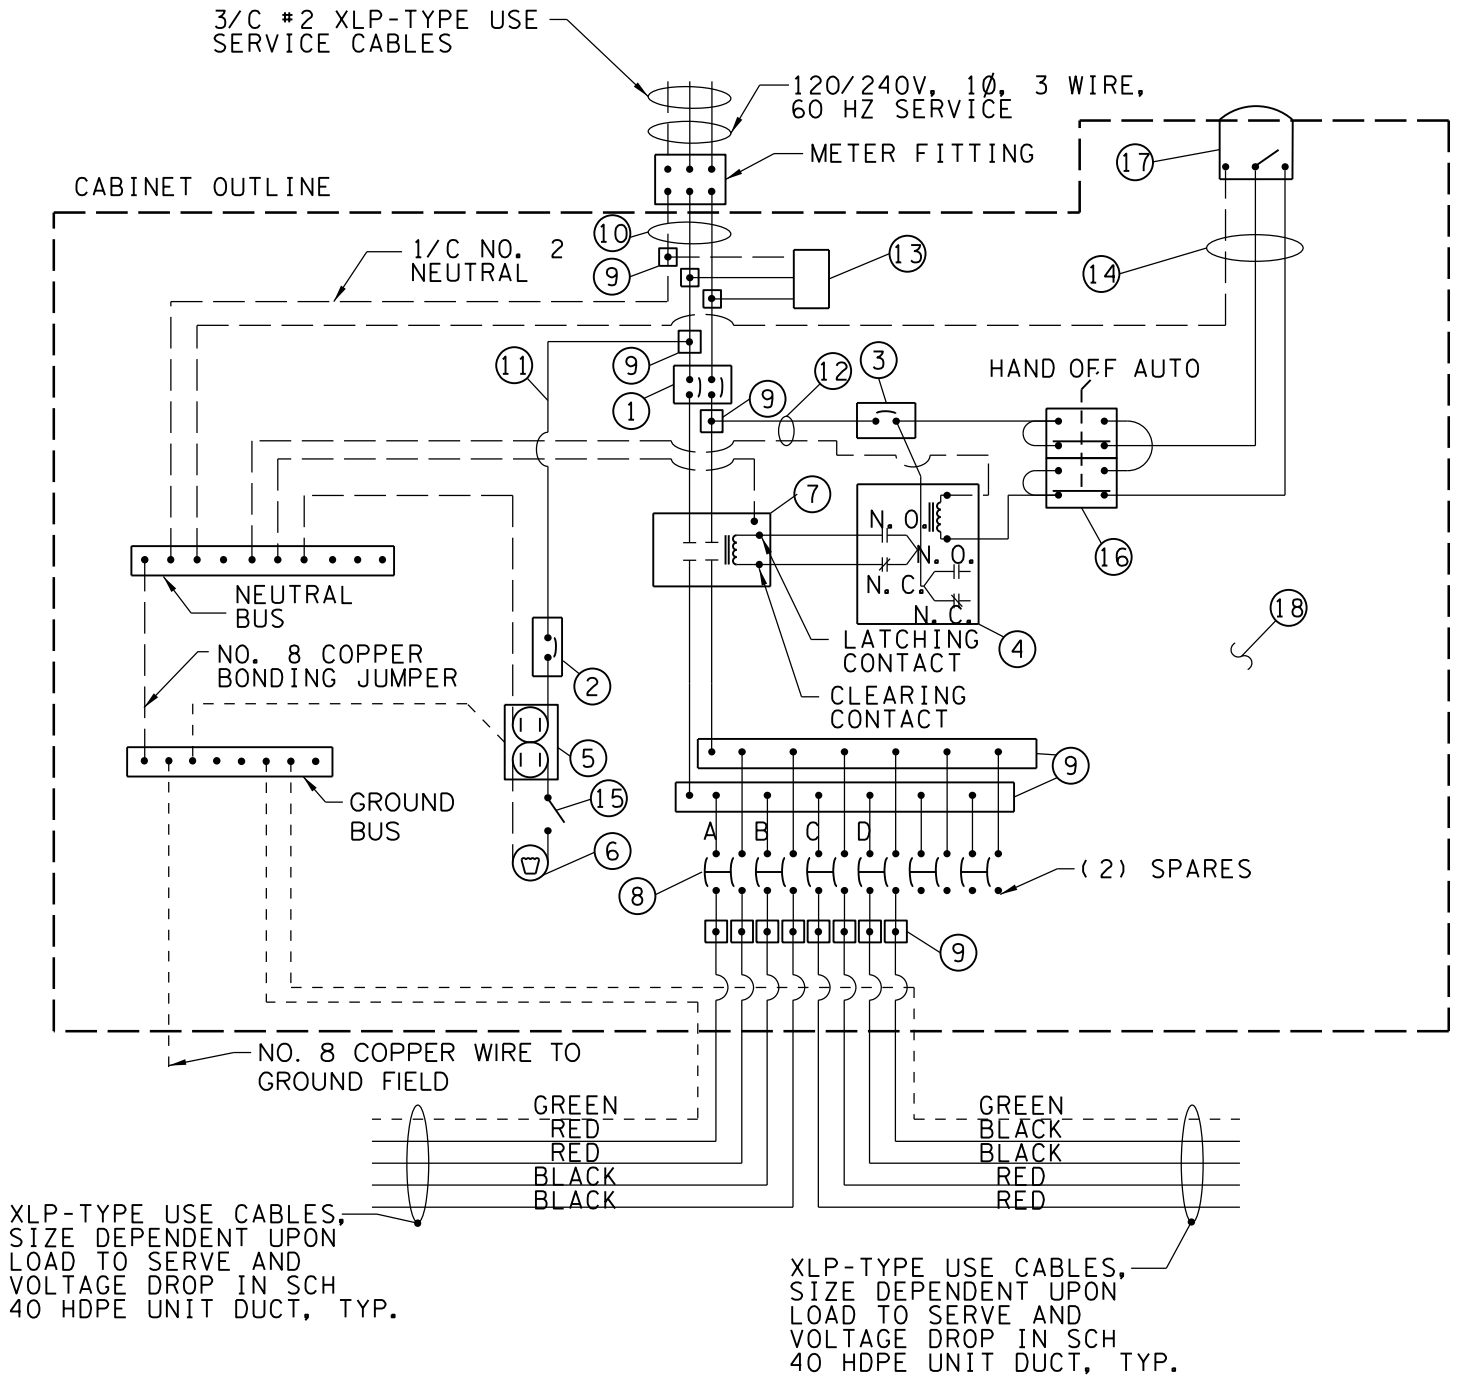 3/C #2 XLP-TYPE USE
SERVICE CABLES
120/240V, 1Ø, 3 WIRE,
60 HZ SERVICE
METER FITTING
17
CABINET OUTLINE
10
1/C NO. 2
NEUTRAL
9
13
14
11
9
12
3
HAND OFF AUTO
1
9
7
N.O.
N.O.
16
N.C.
N.C.
NEUTRAL
BUS
18
LATCHING
CONTACT
4
NO. 8 COPPER
BONDING JUMPER
2
CLEARING
CONTACT
5
9
GROUND
BUS
15
A B C D
6
8
(2) SPARES
9
NO. 8 COPPER WIRE TO
GROUND FIELD
GREEN
RED
RED
BLACK
BLACK
GREEN
BLACK
BLACK
RED
RED
XLP-TYPE USE CABLES,
SIZE DEPENDENT UPON
LOAD TO SERVE AND
VOLTAGE DROP IN SCH
40 HDPE UNIT DUCT, TYP.
XLP-TYPE USE CABLES,
SIZE DEPENDENT UPON
LOAD TO SERVE AND
VOLTAGE DROP IN SCH
40 HDPE UNIT DUCT, TYP.